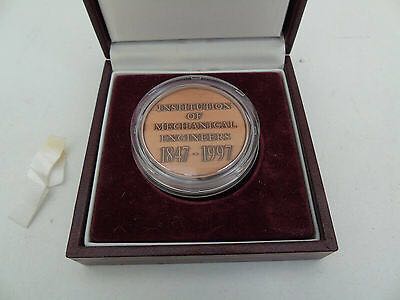 INSTITUTION
OF
MECHANICAL
ENGINEERS
1847-1997